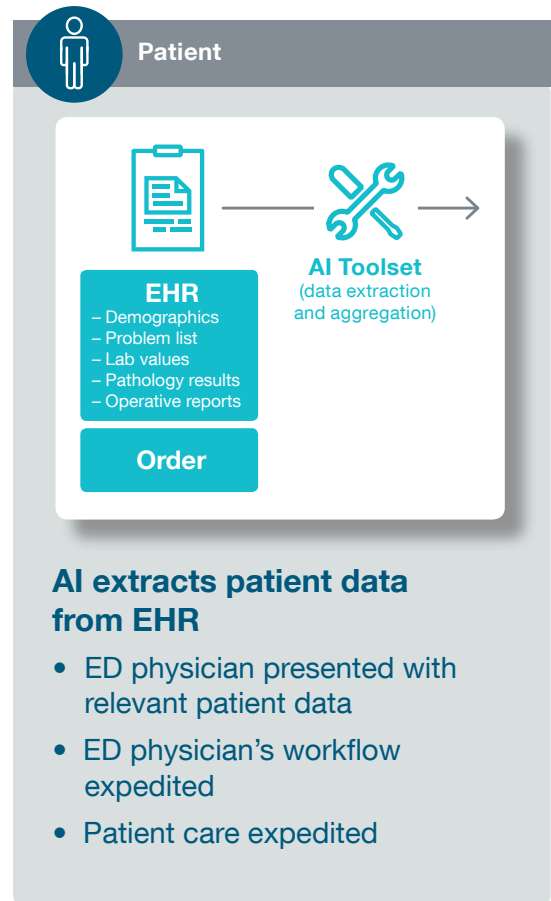 Patient
EHR
– Demographics
– Problem list
– Lab values
– Pathology results
– Operative reports
Order
AI Toolset
(data extraction
and aggregation)
AI extracts patient data
from EHR
• ED physician presented with
relevant patient data
• ED physician’s workflow
expedited
• Patient care expedited